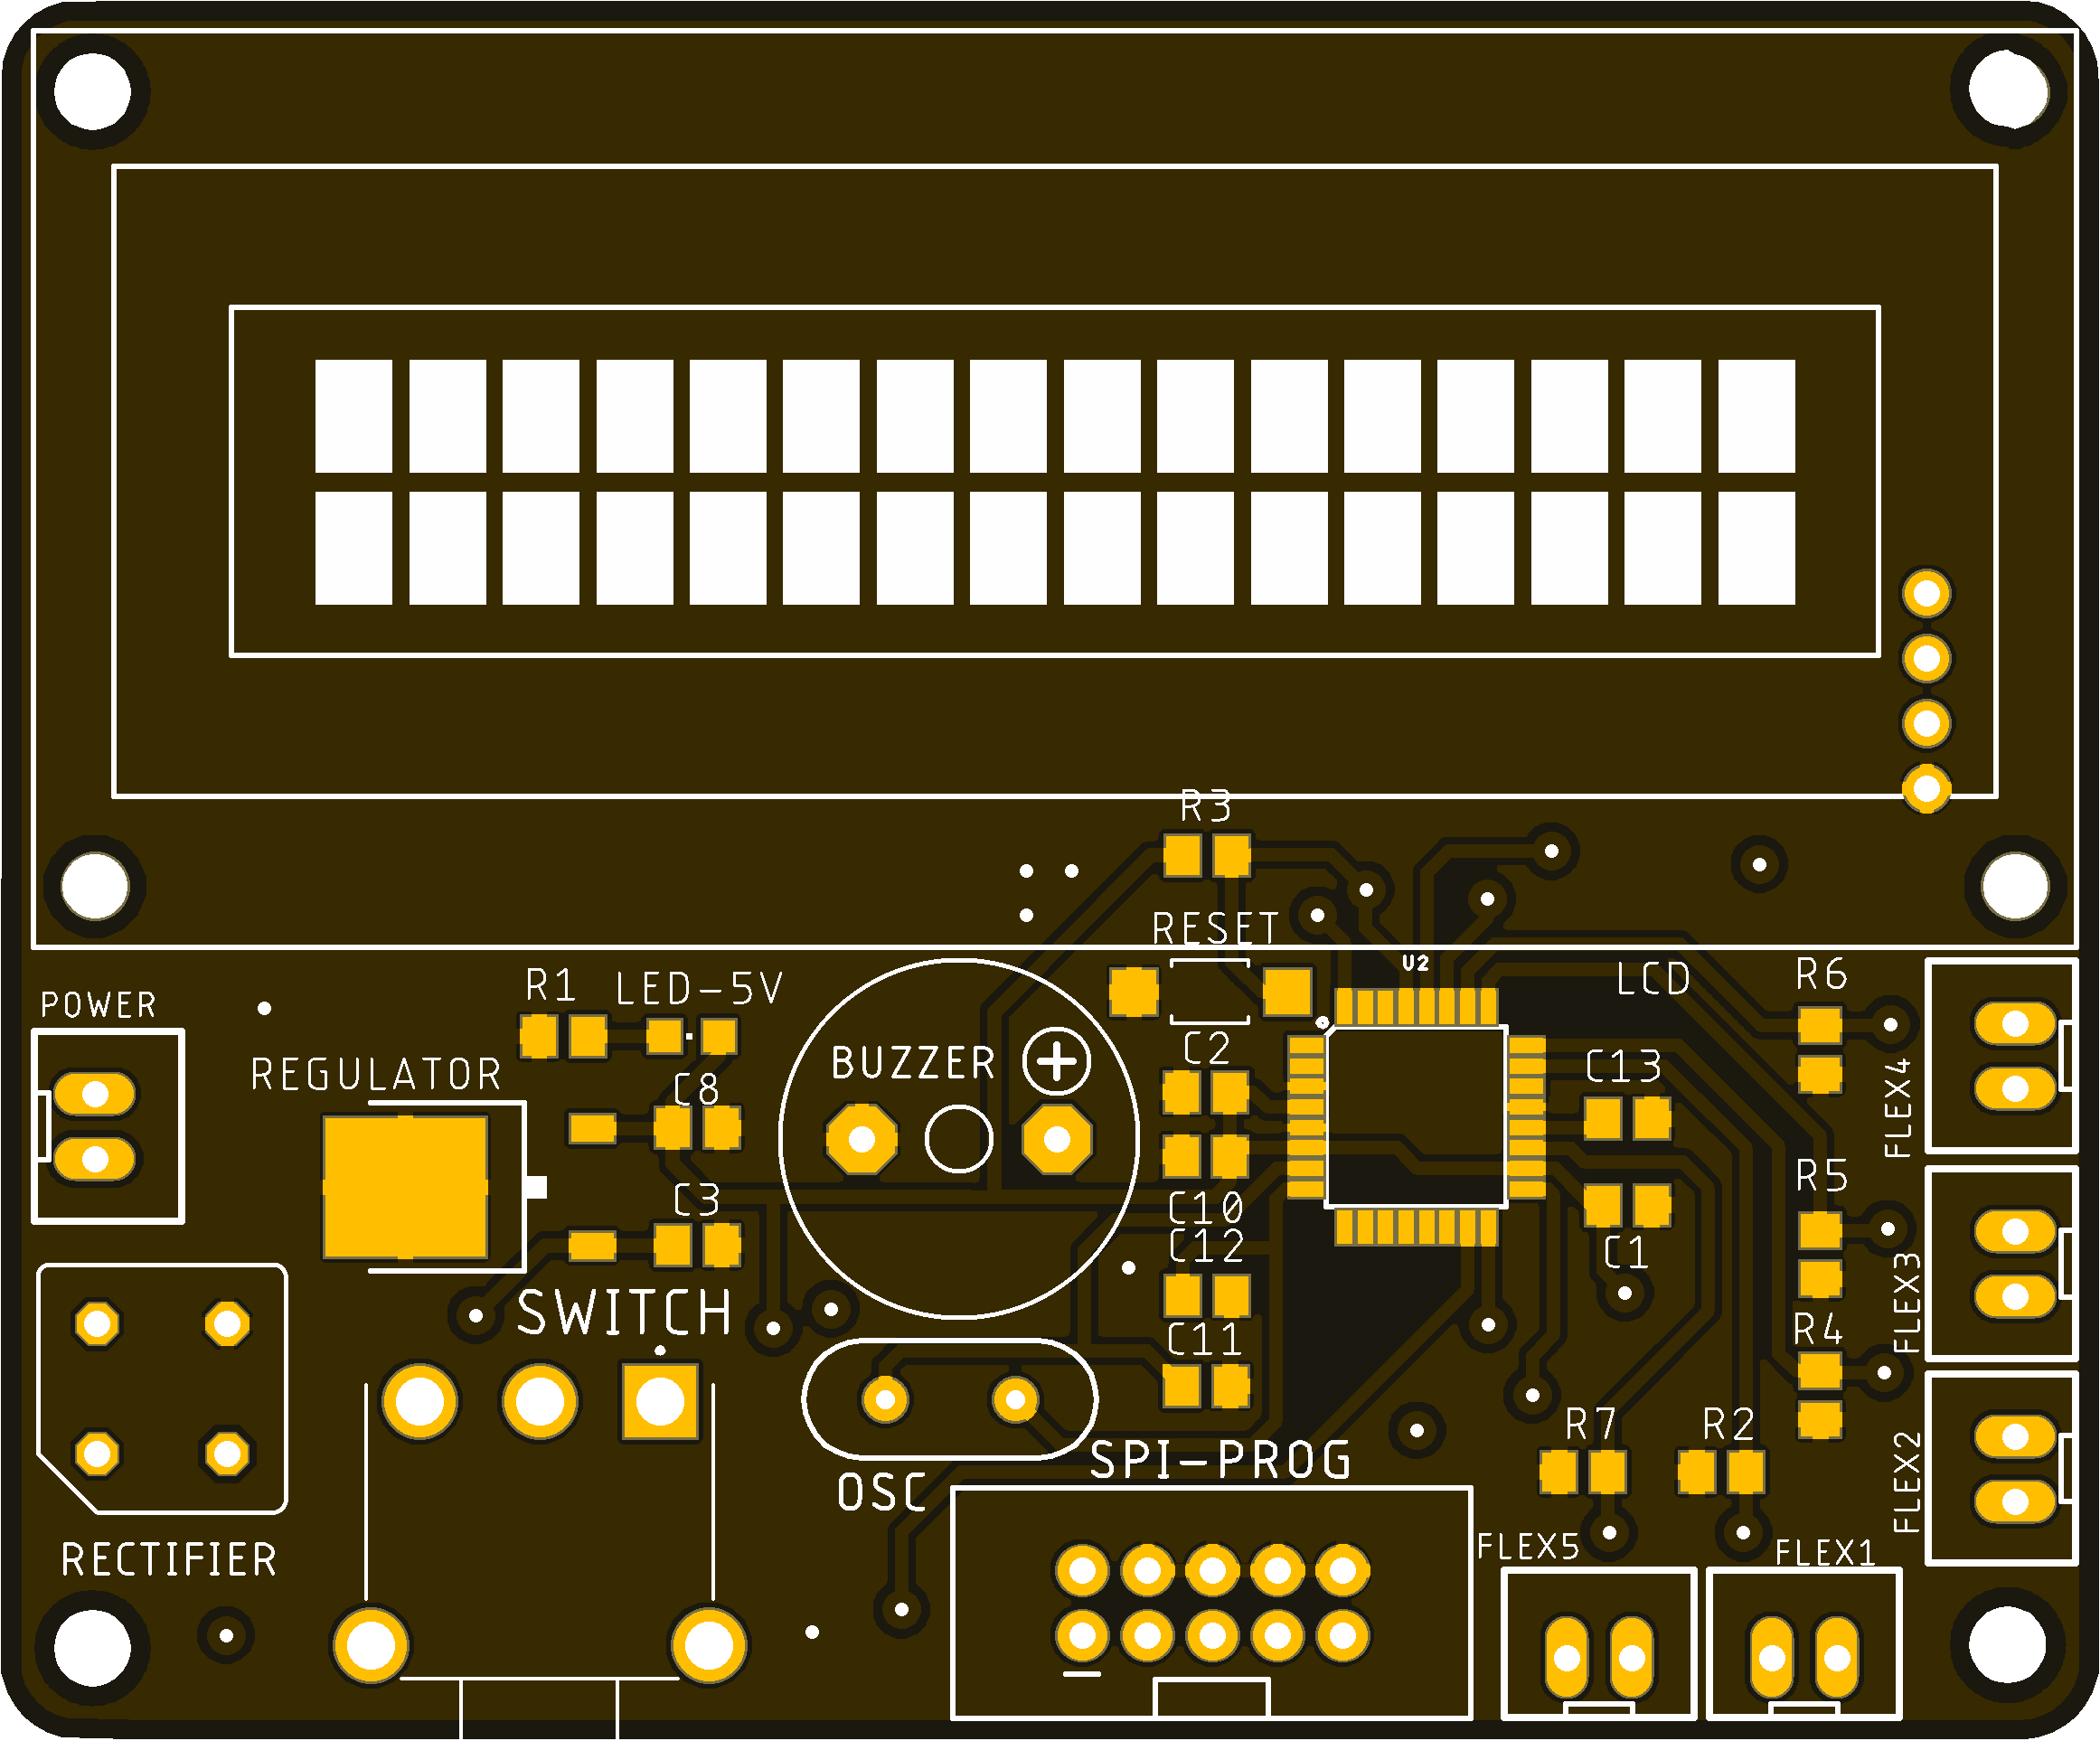 R3
RESET
U2
LCD
R6
R1
LED-5V
POWER
REGULATOR
BUZZER
+
C2
C13
C8
FLEX4
R5
C3
C10
C12
C1
FLEX3
SWITCH
C11
R4
R7
R2
SPI-PROG
OSC
FLEX2
RECTIFIER
FLEX5
FLEX1